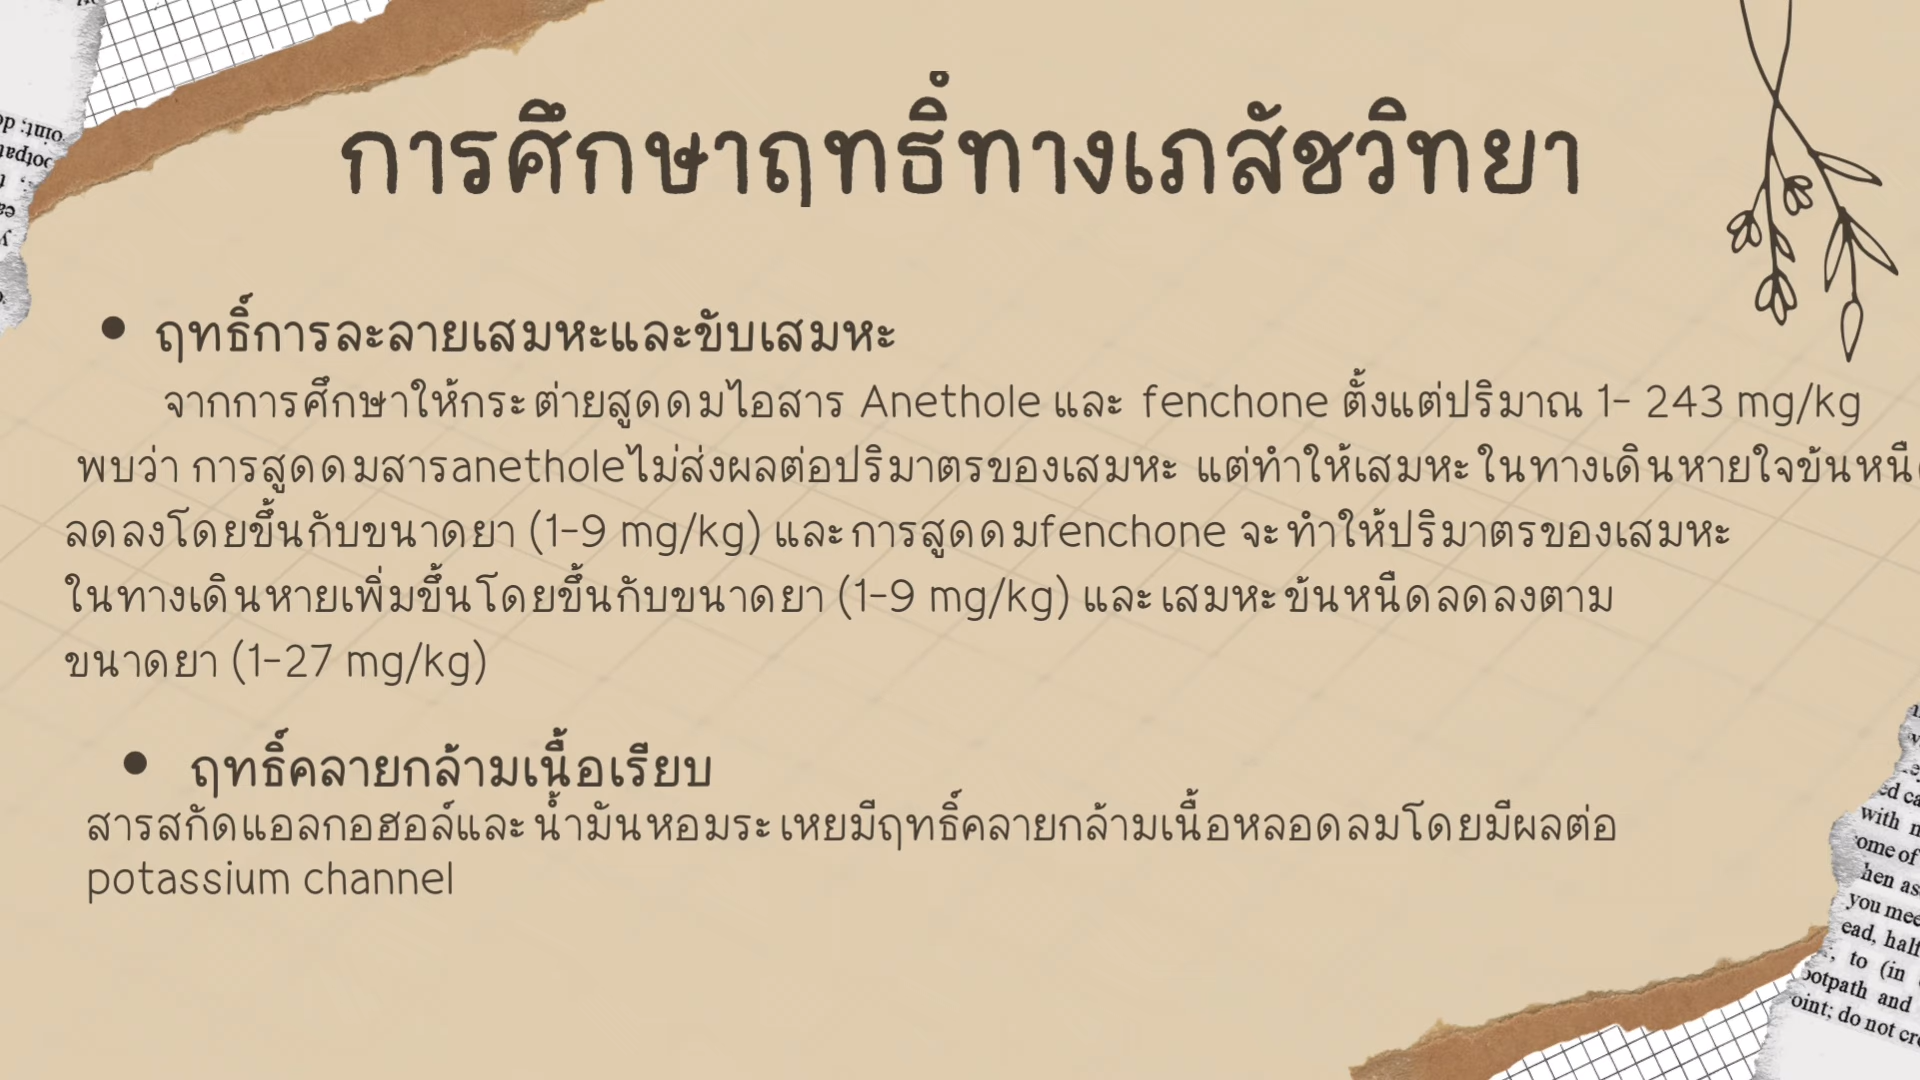 การศึกษาฤทธิ์ทางเภสัชวิทยา
• ฤทธิ์การละลายเสมหะและขับเสมหะ
จากการศึกษาให้กระต่ายสูดดมไอสาร Anethole และ fenchone ตั้งแต่ปริมาณ 1- 243 mg/kg
พบว่า การสูดดมสารanetholeไม่ส่งผลต่อปริมาตรของเสมหะ แต่ทำให้เสมหะในทางเดินหายใจข้นหนื
ลดลงโดยขึ้นกับขนาดยา (1-9 mg/kg) และการสูดดมfenchone จะทำให้ปริมาตรของเสมหะ
ในทางเดินหายเพิ่มขึ้นโดยขึ้นกับขนาดยา (1-9 mg/kg) และเสมหะข้นหนืดลดลงตาม
ขนาดยา (1-27 mg/kg)
• ฤทธิ์คลายกล้ามเนื้อเรียบ
สารสกัดแอลกอฮอล์และน้ำมันหอมระเหยมีฤทธิ์คลายกล้ามเนื้อหลอดลมโดยมีผลต่อ
potassium channel
with
ome of
hen as
you mee
ead, half
to (in
ootpath and
oint; do not cr